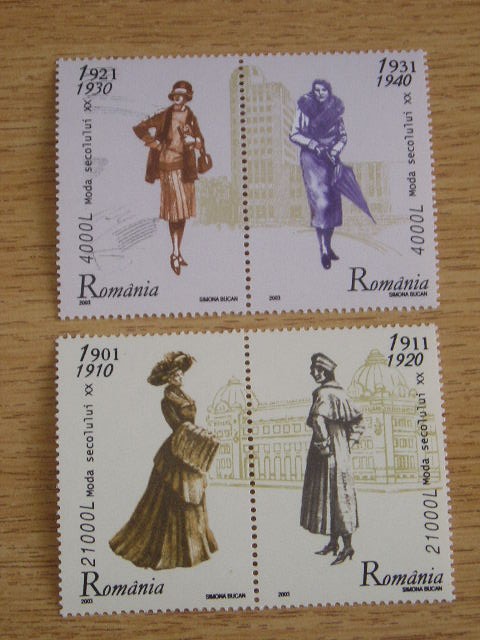 1921
1930
4000L Moda secolului XX
România
2003
SIMONA BUCAN
1931
1940
4000L Moda secolului XX
România
2003
SIMONA BUCAN
1901
1910
21000L Moda secolului XX
România
2003
SIMONA BUCAN
1911
1920
21000L Moda secolului XX
România
2003
SIMONA BUCAN